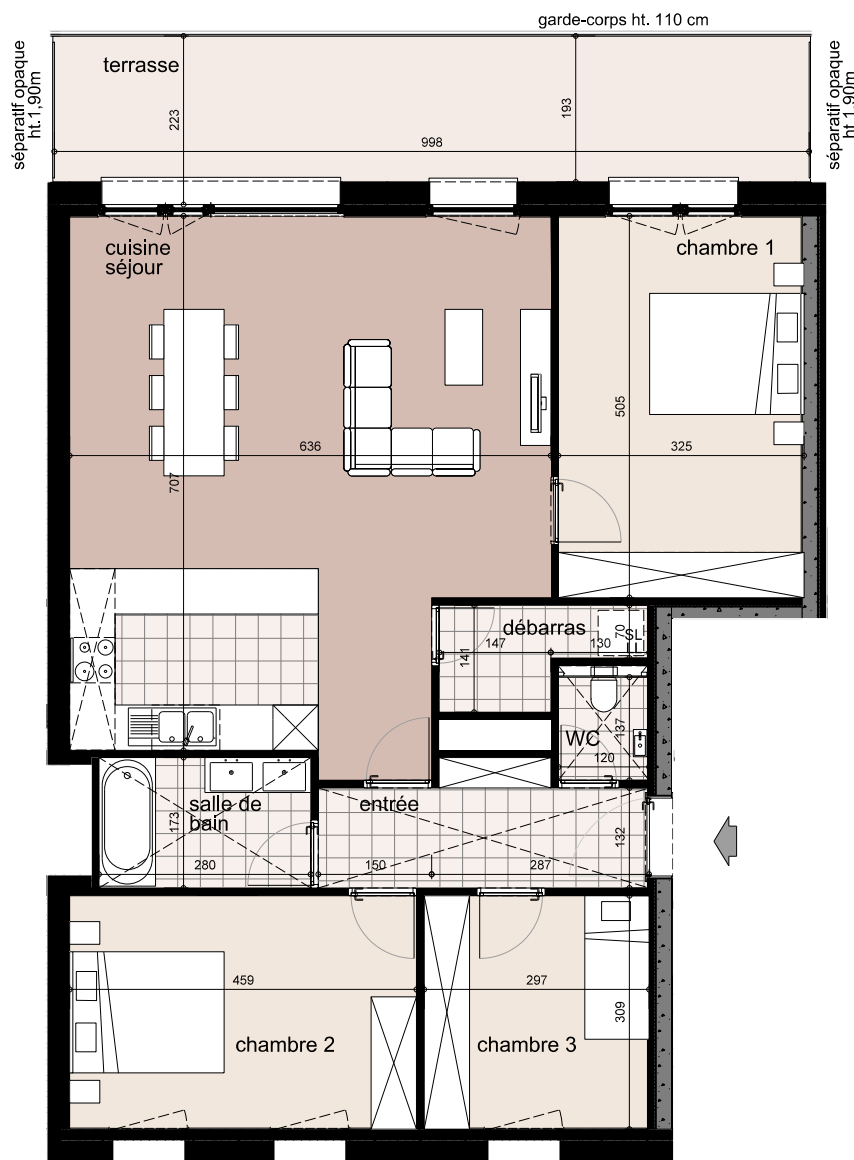 garde-corps ht. 110 cm
séparatif opaque
ht.1,90m
terrasse
223
193
séparatif opaque
ht 1,90m
998
cuisine
séjour
chambre 1
505
636
325
707
débarras
SL
70
147
130
141
WC
137
120
salle de
bain
entrée
173
132
280
150
287
459
297
309
chambre 2
chambre 3